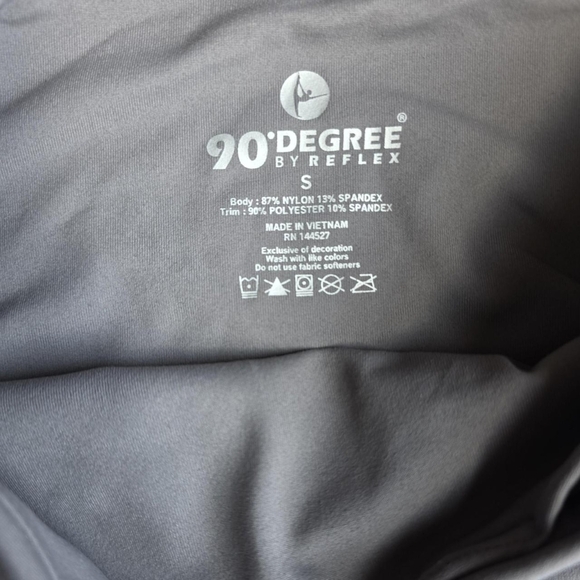 90°DEGREE®
BY REFLEX
S
Body : 87% NYLON 13% SPANDEX
Trim : 90% POLYESTER 10% SPANDEX
MADE IN VIETNAM
RN 144527
Exclusive of decoration
Wash with like colors
Do not use fabric softeners